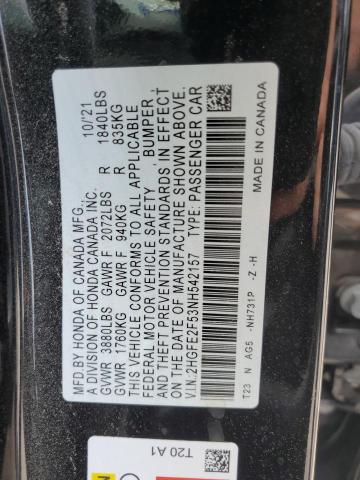 MFD.BY HONDA OF CANADA MFG.,
A DIVISION OF HONDA CANADA INC. 10/21
GVWR 3880LBS GAWR F 2072LBS R 1840LBS
GVWR 1760KG GAWR F 940KG R 835KG
THIS VEHICLE CONFORMS TO ALL APPLICABLE
FEDERAL MOTOR VEHICLE SAFETY, BUMPER,
AND THEFT PREVENTION STANDARDS IN EFFECT
ON THE DATE OF MANUFACTURE SHOWN ABOVE.
V.I.N.:2HGFE2F53NH542157 TYPE: PASSENGER CAR
MADE IN CANADA
T23 N AG5 -NH731P -Z -H
T20 A1